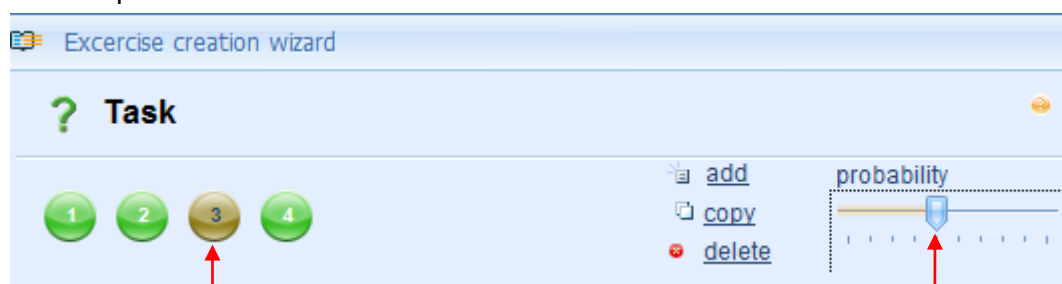 Excercise creation wizard
? Task
add probability
1 2 3 4
copy
delete